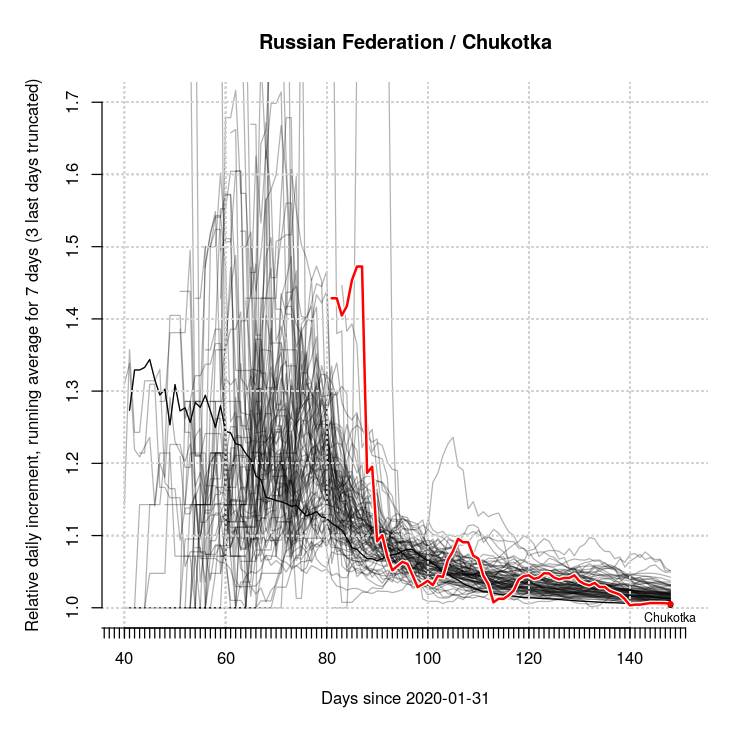 Russian Federation / Chukotka
Relative daily increment, running average for 7 days (3 last days truncated)
1.7
1.6
1.5
1.4
1.3
1.2
1.1
1.0
Chukotka
40 60 80 100 120 140
Days since 2020-01-31